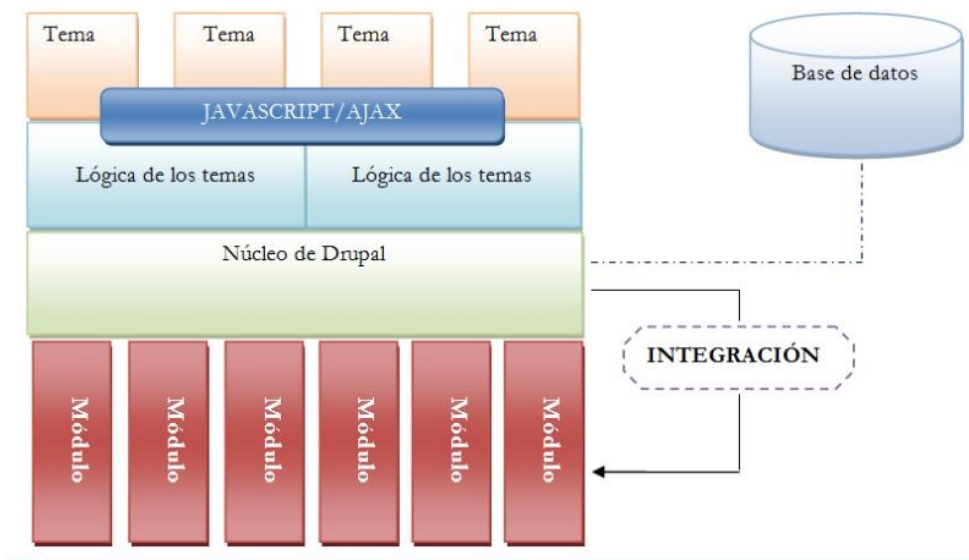 Tema
Tema
Tema
Tema
Base de datos
JAVASCRIPT/AJAX
Lógica de los temas
Lógica de los temas
Núcleo de Drupal
INTEGRACIÓN
Módulo
Módulo
Módulo
Módulo
Módulo
Módulo